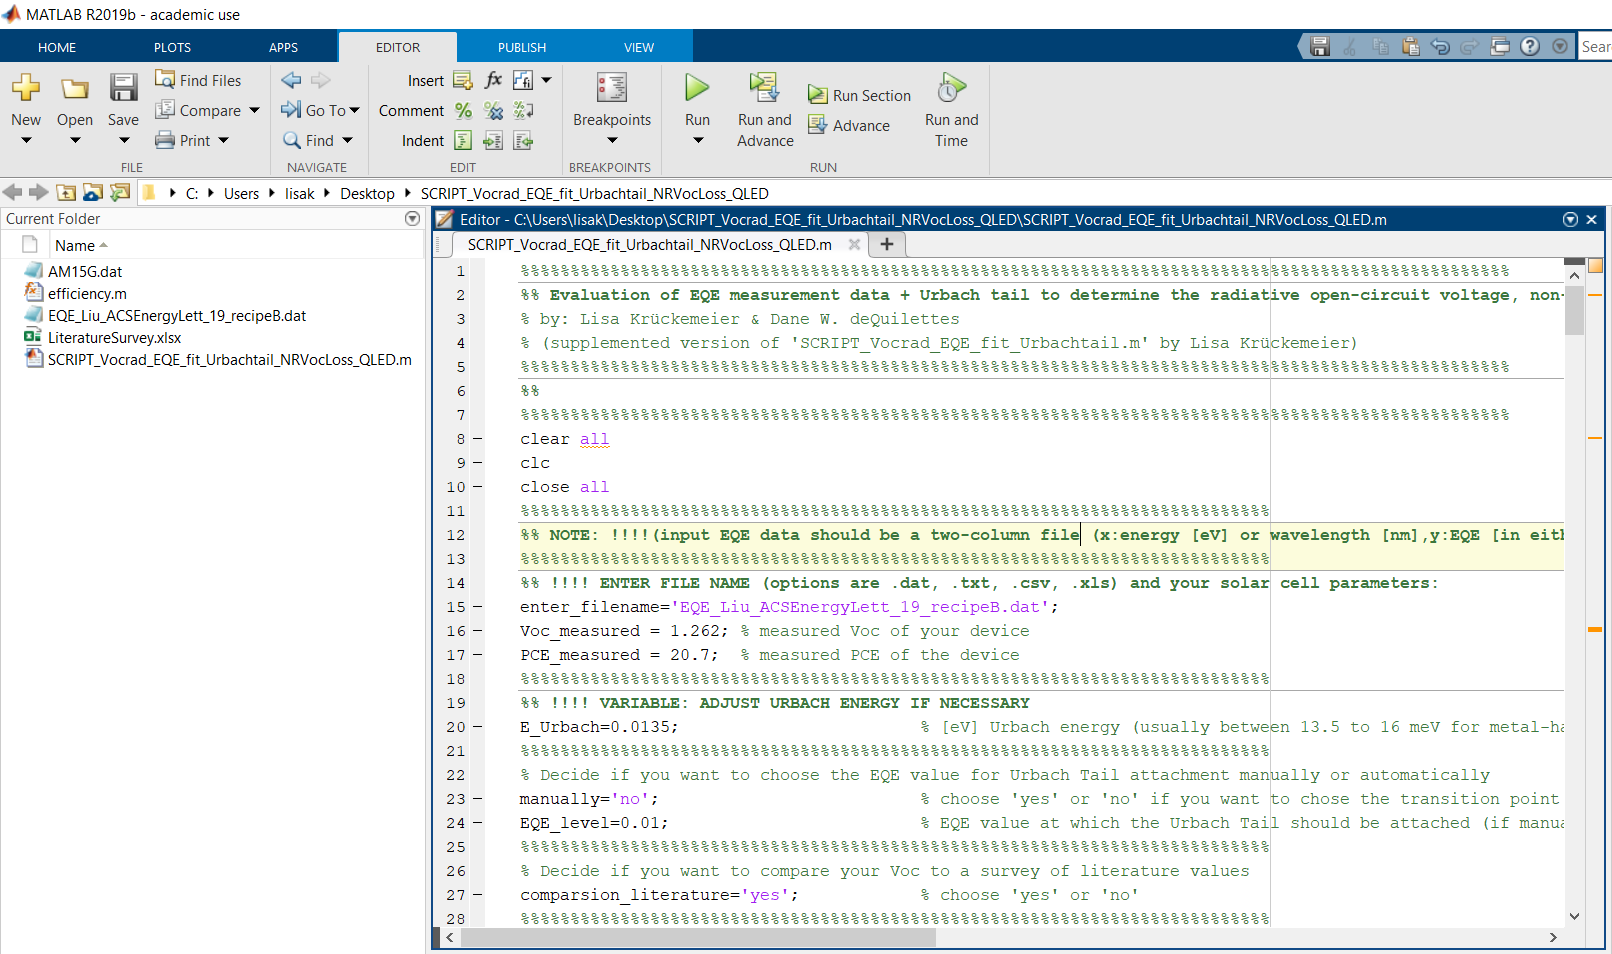 MATLAB R2019b - academic use
HOME PLOTS APPS EDITOR PUBLISH VIEW
Sear
New Open Save Find Files Compare Print
FILE
Go To Find
NAVIGATE
Insert fx
Comment
Indent
EDIT
Breakpoints
BREAKPOINTS
Run Run and Advance Run Section Advance Run and Time
RUN
C: Users lisak Desktop SCRIPT_Vocrad_EQE_fit_Urbachtail_NRVocLoss_QLED
Current Folder
Name
AM15G.dat
efficiency.m
EQE_Liu_ACSEnergyLett_19_recipeB.dat
LiteratureSurvey.xlsx
SCRIPT_Vocrad_EQE_fit_Urbachtail_NRVocLoss_QLED.m
Editor - C:\Users\lisak\Desktop\SCRIPT_Vocrad_EQE_fit_Urbachtail_NRVocLoss_QLED\SCRIPT_Vocrad_EQE_fit_Urbachtail_NRVocLoss_QLED.m
SCRIPT_Vocrad_EQE_fit_Urbachtail_NRVocLoss_QLED.m
1 %%%%%%%%%%%%%%%%%%%%%%%%%%%%%%%%%%%%%%%%%%%%%%%%%%%%%%%%%%%%%%%%%%%%%%%%%%%%%%%%%%%%%%%%%%%%%%%%%%%%%
2 %% Evaluation of EQE measurement data + Urbach tail to determine the radiative open-circuit voltage, non-
3 % by: Lisa Krückemeier & Dane W. deQuilettes
4 % (supplemented version of 'SCRIPT_Vocrad_EQE_fit_Urbachtail.m' by Lisa Krückemeier)
5 %%%%%%%%%%%%%%%%%%%%%%%%%%%%%%%%%%%%%%%%%%%%%%%%%%%%%%%%%%%%%%%%%%%%%%%%%%%%%%%%%%%%%%%%%%%%%%%%%%%%%
6 %%
7 %%%%%%%%%%%%%%%%%%%%%%%%%%%%%%%%%%%%%%%%%%%%%%%%%%%%%%%%%%%%%%%%%%%%%%%%%%%%%%%%%%%%%%%%%%%%%%%%%%%%%
8 – clear all
9 – clc
10 – close all
11 %%%%%%%%%%%%%%%%%%%%%%%%%%%%%%%%%%%%%%%%%%%%%%%%%%%%%%%%%%%%%%%%%%%%%%%%%%%
12 %% NOTE: !!!!(input EQE data should be a two-column file (x:energy [eV] or wavelength [nm],y:EQE [in eith
13 %%%%%%%%%%%%%%%%%%%%%%%%%%%%%%%%%%%%%%%%%%%%%%%%%%%%%%%%%%%%%%%%%%%%%%%%%%%
14 %% !!!! ENTER FILE NAME (options are .dat, .txt, .csv, .xls) and your solar cell parameters:
15 – enter_filename='EQE_Liu_ACSEnergyLett_19_recipeB.dat';
16 – Voc_measured = 1.262; % measured Voc of your device
17 – PCE_measured = 20.7; % measured PCE of the device
18 %%%%%%%%%%%%%%%%%%%%%%%%%%%%%%%%%%%%%%%%%%%%%%%%%%%%%%%%%%%%%%%%%%%%%%%%%%%
19 %% !!!! VARIABLE: ADJUST URBACH ENERGY IF NECESSARY
20 – E_Urbach=0.0135; % [eV] Urbach energy (usually between 13.5 to 16 meV for metal-ha
21 %%%%%%%%%%%%%%%%%%%%%%%%%%%%%%%%%%%%%%%%%%%%%%%%%%%%%%%%%%%%%%%%%%%%%%%%%%%
22 % Decide if you want to choose the EQE value for Urbach Tail attachment manually or automatically
23 – manually='no'; % choose 'yes' or 'no' if you want to chose the transition point
24 – EQE_level=0.01; % EQE value at which the Urbach Tail should be attached (if manua
25 %%%%%%%%%%%%%%%%%%%%%%%%%%%%%%%%%%%%%%%%%%%%%%%%%%%%%%%%%%%%%%%%%%%%%%%%%%%
26 % Decide if you want to compare your Voc to a survey of literature values
27 – comparsion_literature='yes'; % choose 'yes' or 'no'
28 %%%%%%%%%%%%%%%%%%%%%%%%%%%%%%%%%%%%%%%%%%%%%%%%%%%%%%%%%%%%%%%%%%%%%%%%%%%